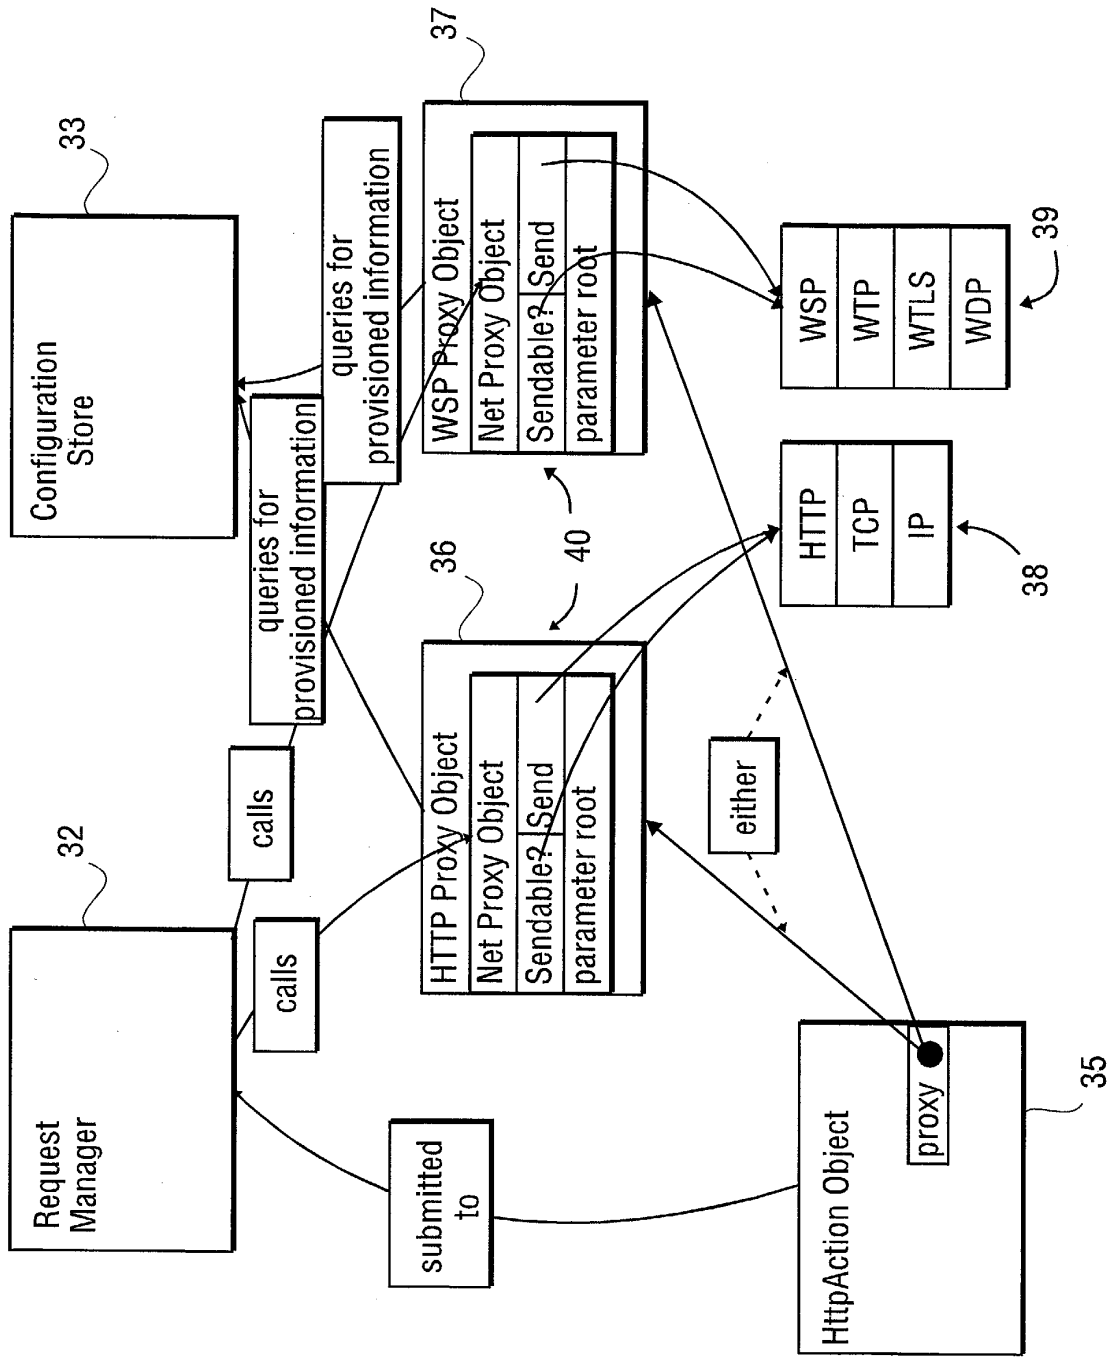 Request
Manager
32
Configuration
Store
33
calls
calls
queries for
provisioned information
queries for
provisioned information
submitted
to
HTTP Proxy Object
Net Proxy Object
Sendable? Send
parameter root
36
40
WSP Proxy Object
Net Proxy Object
Sendable? Send
parameter root
37
either
HttpAction Object
proxy
35
HTTP
TCP
IP
38
WSP
WTP
WTLS
WDP
39